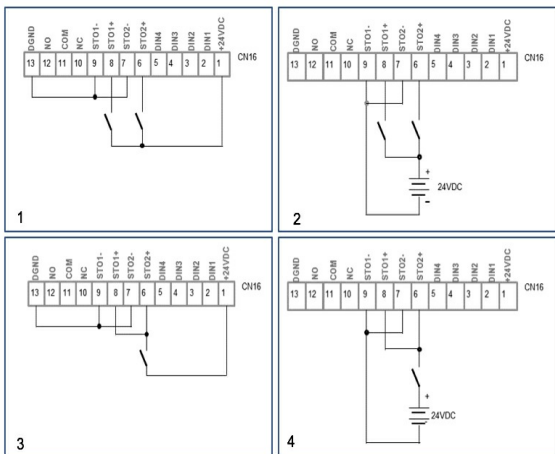 DGND NO COM NC STO1- STO1+ STO2- STO2+ DIN4 DIN3 DIN2 DIN1 +24VDC
13 12 11 10 9 8 7 6 5 4 3 2 1 CN16
1
DGND NO COM NC STO1- STO1+ STO2- STO2+ DIN4 DIN3 DIN2 DIN1 +24VDC
13 12 11 10 9 8 7 6 5 4 3 2 1 CN16
+
24VDC
-
2
DGND NO COM NC STO1- STO1+ STO2- STO2+ DIN4 DIN3 DIN2 DIN1 +24VDC
13 12 11 10 9 8 7 6 5 4 3 2 1 CN16
3
DGND NO COM NC STO1- STO1+ STO2- STO2+ DIN4 DIN3 DIN2 DIN1 +24VDC
13 12 11 10 9 8 7 6 5 4 3 2 1 CN16
+
24VDC
-
4